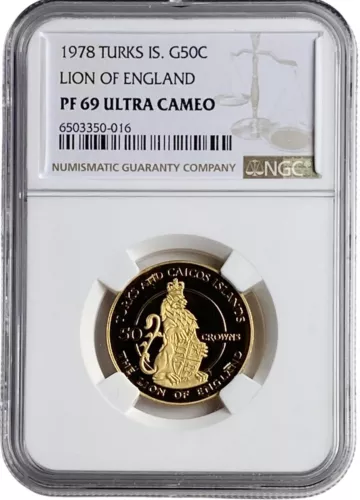 1978 TURKS IS. G50C
LION OF ENGLAND
PF 69 ULTRA CAMEO
6503350-016
NUMISMATIC GUARANTY COMPANY NGC
TURKS AND CAICOS ISLANDS
50 CROWNS
THE LION OF ENGLAND